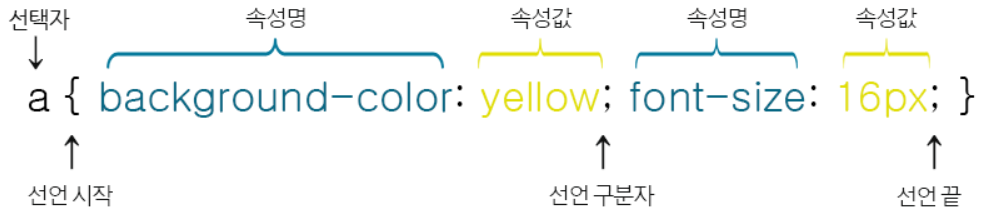 선택자 속성명 속성값 속성명 속성값
a { background-color: yellow; font-size: 16px; }
선언 시작 선언 구분자 선언 끝